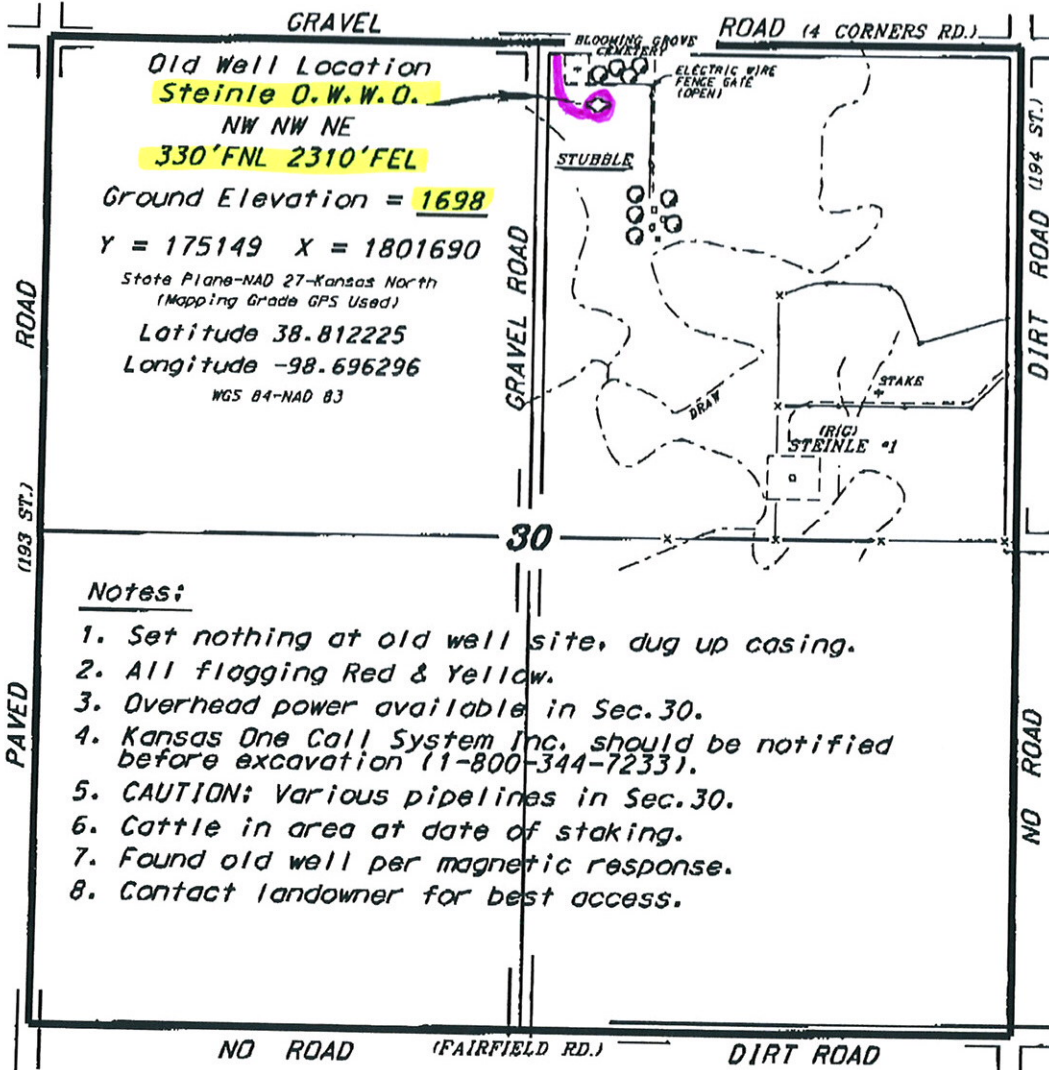 GRAVEL
ROAD (4 CORNERS RD.)
BLOOMING GROVE
CEMETERY
ELECTRIC WIRE
FENCE GATE
(OPEN)
Old Well Location
Steinle O.W.W.O.
NW NW NE
330'FNL 2310'FEL
Ground Elevation = 1698
Y = 175149 X = 1801690
State Plane-NAD 27-Kansas North
(Mapping Grade GPS Used)
Latitude 38.812225
Longitude -98.696296
WGS 84-NAD 83
STUBBLE
GRAVEL ROAD
DRAW
STAKE
(RIG)
STEINLE #1
DIRT ROAD (194 ST.)
PAVED (193 ST.) ROAD
30
Notes:
1. Set nothing at old well site, dug up casing.
2. All flagging Red & Yellow.
3. Overhead power available in Sec.30.
4. Kansas One Call System Inc. should be notified
before excavation (1-800-344-7233).
5. CAUTION: Various pipelines in Sec.30.
6. Cattle in area at date of staking.
7. Found old well per magnetic response.
8. Contact landowner for best access.
NO ROAD
NO ROAD (FAIRFIELD RD.) DIRT ROAD